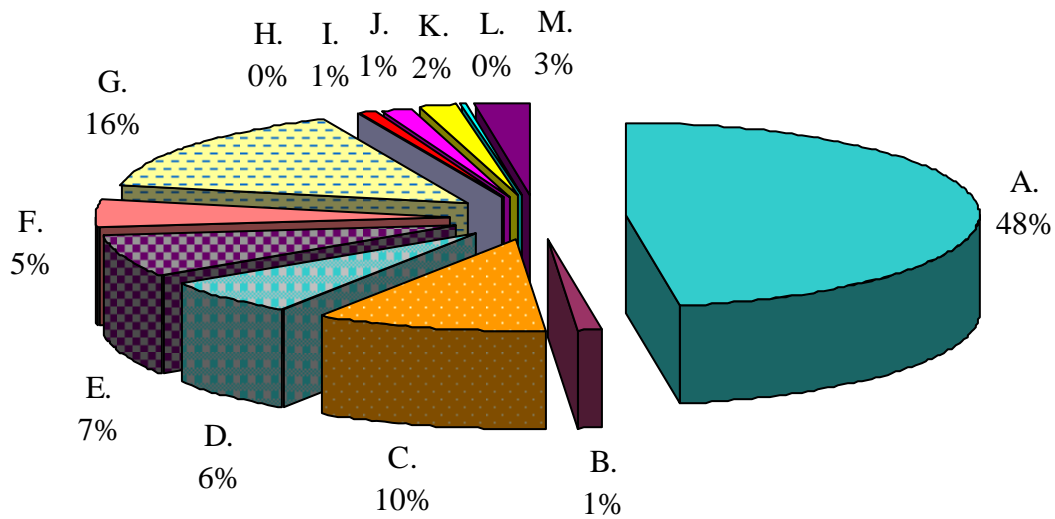 A.
48%
B.
1%
C.
10%
D.
6%
E.
7%
F.
5%
G.
16%
H.
0%
I.
1%
J.
1%
K.
2%
L.
0%
M.
3%